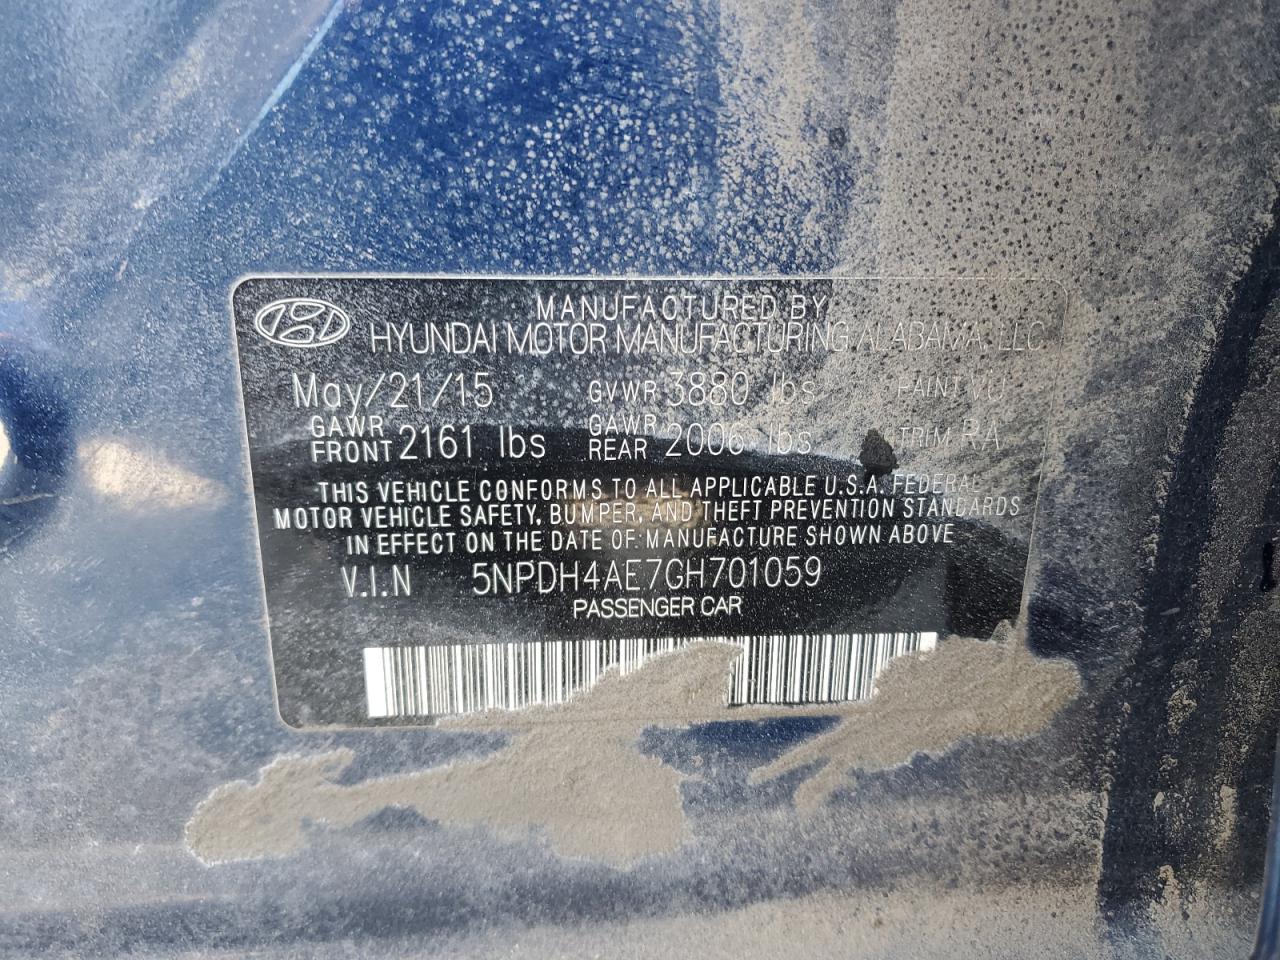 MANUFACTURED BY
HYUNDAI MOTOR MANUFACTURING ALABAMA, LLC
May/21/15 GVWR 3880 lbs PAINT VU
GAWR FRONT 2161 lbs GAWR REAR 2006 lbs TRIM RA
THIS VEHICLE CONFORMS TO ALL APPLICABLE U.S.A. FEDERAL
MOTOR VEHICLE SAFETY, BUMPER, AND THEFT PREVENTION STANDARDS
IN EFFECT ON THE DATE OF MANUFACTURE SHOWN ABOVE
V.I.N 5NPDH4AE7GH701059
PASSENGER CAR